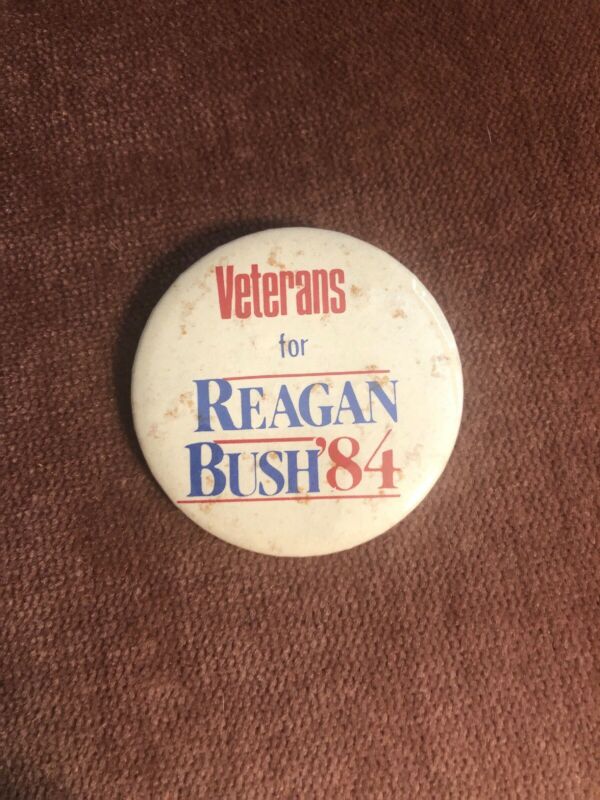 Veterans
for
REAGAN
BUSH'84